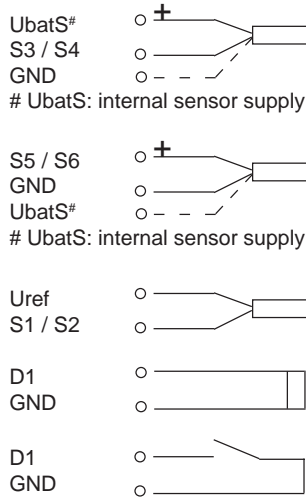 UbatS#
S3 / S4
GND
# UbatS: internal sensor supply
S5 / S6
GND
UbatS#
# UbatS: internal sensor supply
Uref
S1 / S2
D1
GND
D1
GND